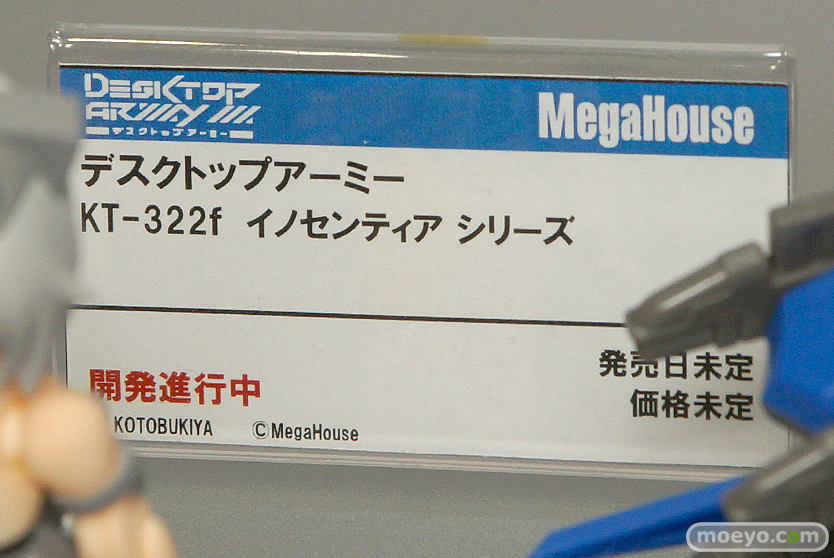 DESKTOP
ARMY
デスクトップアーミー
MegaHouse
デスクトップアーミー
KT-322f イノセンティア シリーズ
開発進行中
発売日未定
価格未定
KOTOBUKIYA ©MegaHouse
moeyo.com